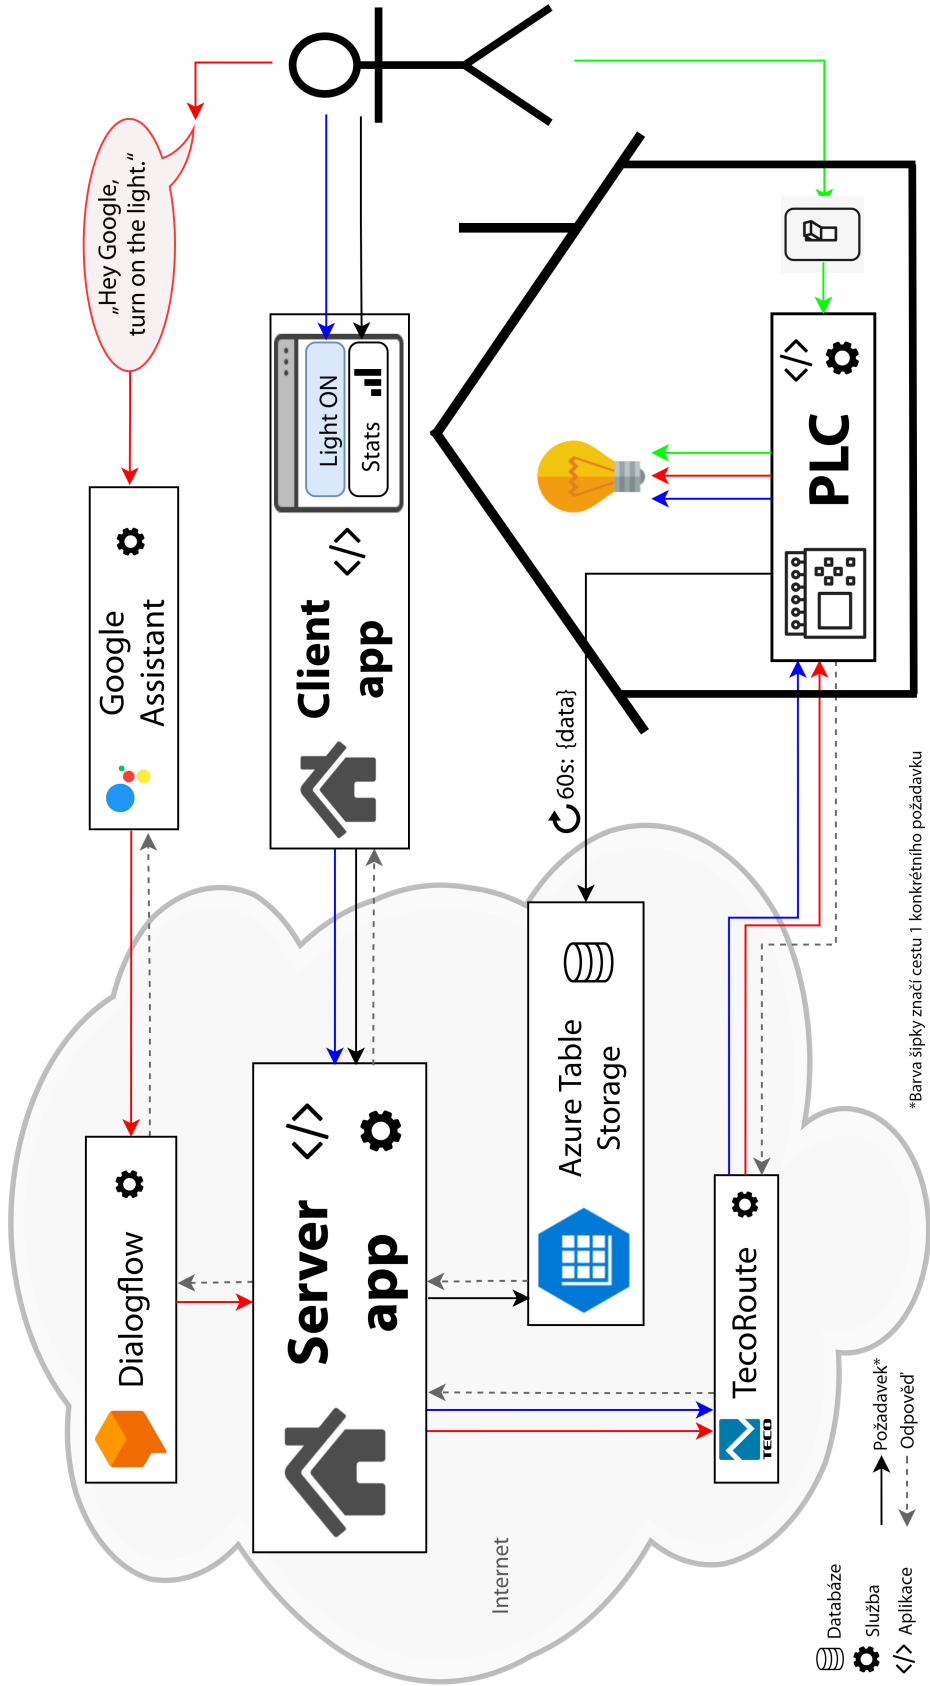 Internet
Dialogflow
Google
Assistant
„Hey Google,
turn on the light.“
Server
app
Client
app
Light ON
Stats
Azure Table
Storage
60s: {data}
TECO
TecoRoute
PLC
Databáze
Služba
Aplikace
Požadavek*
Odpověď
*Barva šipky značí cestu 1 konkrétního požadavku